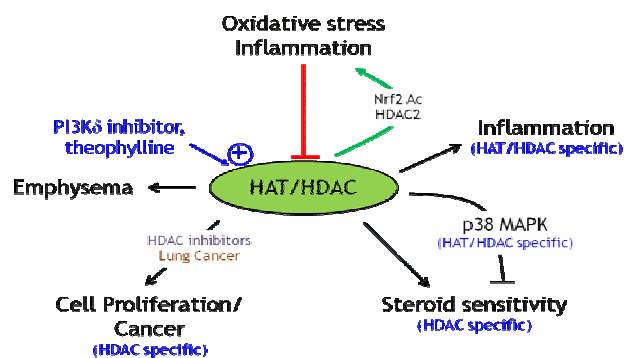 Oxidative stress
Inflammation
Nrf2 Ac
HDAC2
PI3Kδ inhibitor,
theophylline
+
Inflammation
(HAT/HDAC specific)
Emphysema
HAT/HDAC
p38 MAPK
(HAT/HDAC specific)
HDAC inhibitors
Lung Cancer
Cell Proliferation/
Cancer
(HDAC specific)
Steroid sensitivity
(HDAC specific)